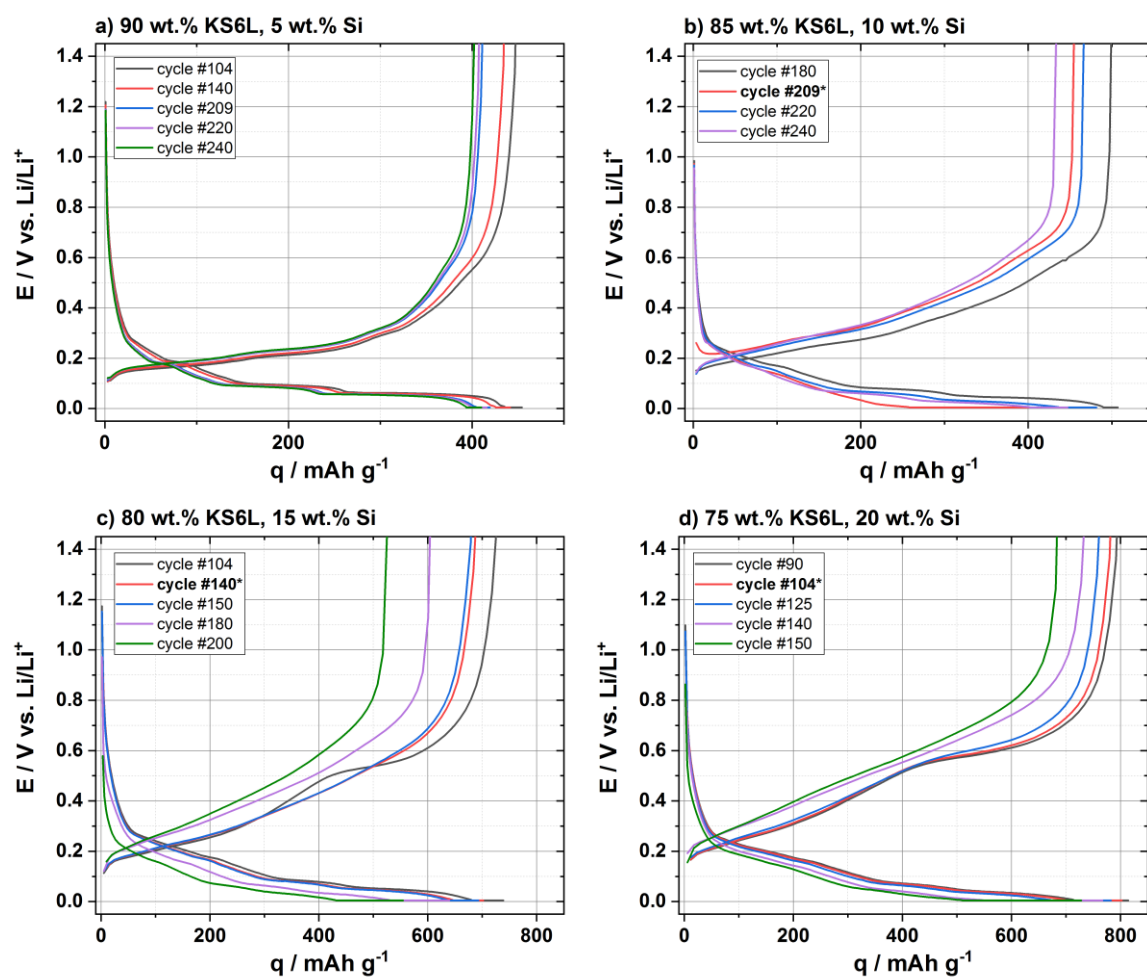 a) 90 wt.% KS6L, 5 wt.% Si
1.4
1.2
1.0
0.8
0.6
0.4
0.2
0.0
E / V vs. Li/Li⁺
cycle #104
cycle #140
cycle #209
cycle #220
cycle #240
0
200
400
q / mAh g⁻¹
b) 85 wt.% KS6L, 10 wt.% Si
1.4
1.2
1.0
0.8
0.6
0.4
0.2
0.0
E / V vs. Li/Li⁺
cycle #180
cycle #209*
cycle #220
cycle #240
0
200
400
q / mAh g⁻¹
c) 80 wt.% KS6L, 15 wt.% Si
1.4
1.2
1.0
0.8
0.6
0.4
0.2
0.0
E / V vs. Li/Li⁺
cycle #104
cycle #140*
cycle #150
cycle #180
cycle #200
0
200
400
600
800
q / mAh g⁻¹
d) 75 wt.% KS6L, 20 wt.% Si
1.4
1.2
1.0
0.8
0.6
0.4
0.2
0.0
E / V vs. Li/Li⁺
cycle #90
cycle #104*
cycle #125
cycle #140
cycle #150
0
200
400
600
800
q / mAh g⁻¹